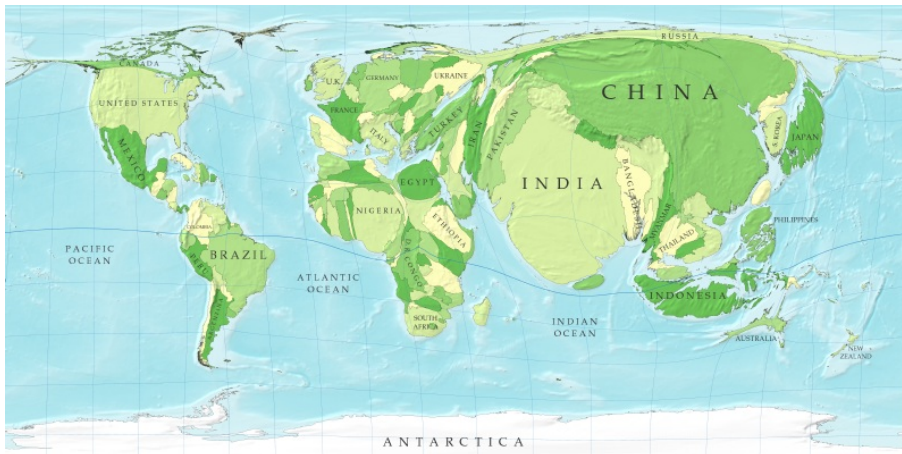 RUSSIA
CANADA
U.K.
GERMANY
UKRAINE
UNITED STATES
CHINA
FRANCE
ITALY
TURKEY
IRAN
PAKISTAN
S. KOREA
JAPAN
MEXICO
EGYPT
INDIA
BANGLADESH
NIGERIA
ETHIOPIA
MYANMAR
THAILAND
PHILIPPINES
COLOMBIA
BRAZIL
PERU
PACIFIC
OCEAN
D.R. CONGO
ATLANTIC
OCEAN
INDONESIA
ARGENTINA
SOUTH
AFRICA
INDIAN
OCEAN
AUSTRALIA
NEW
ZEALAND
ANTARCTICA